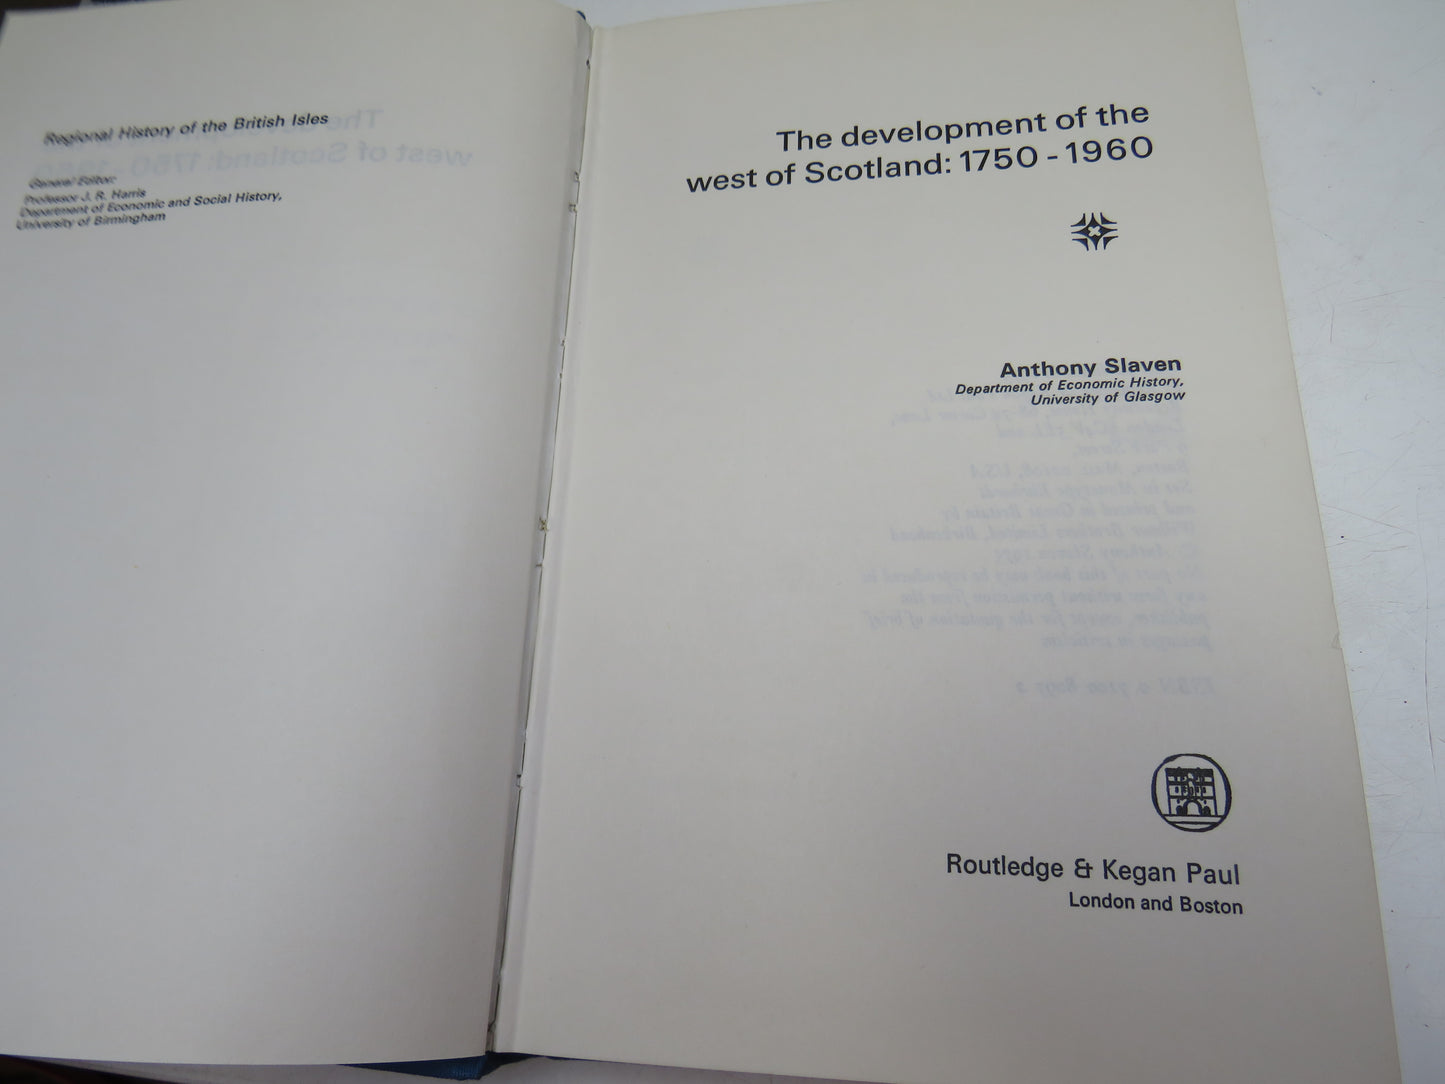 Regional History of the British Isles
General Editor:
Professor J. R. Harris
Department of Economic and Social History,
University of Birmingham
The development of the
west of Scotland: 1750 - 1960
Anthony Slaven
Department of Economic History,
University of Glasgow
Routledge & Kegan Paul
London and Boston